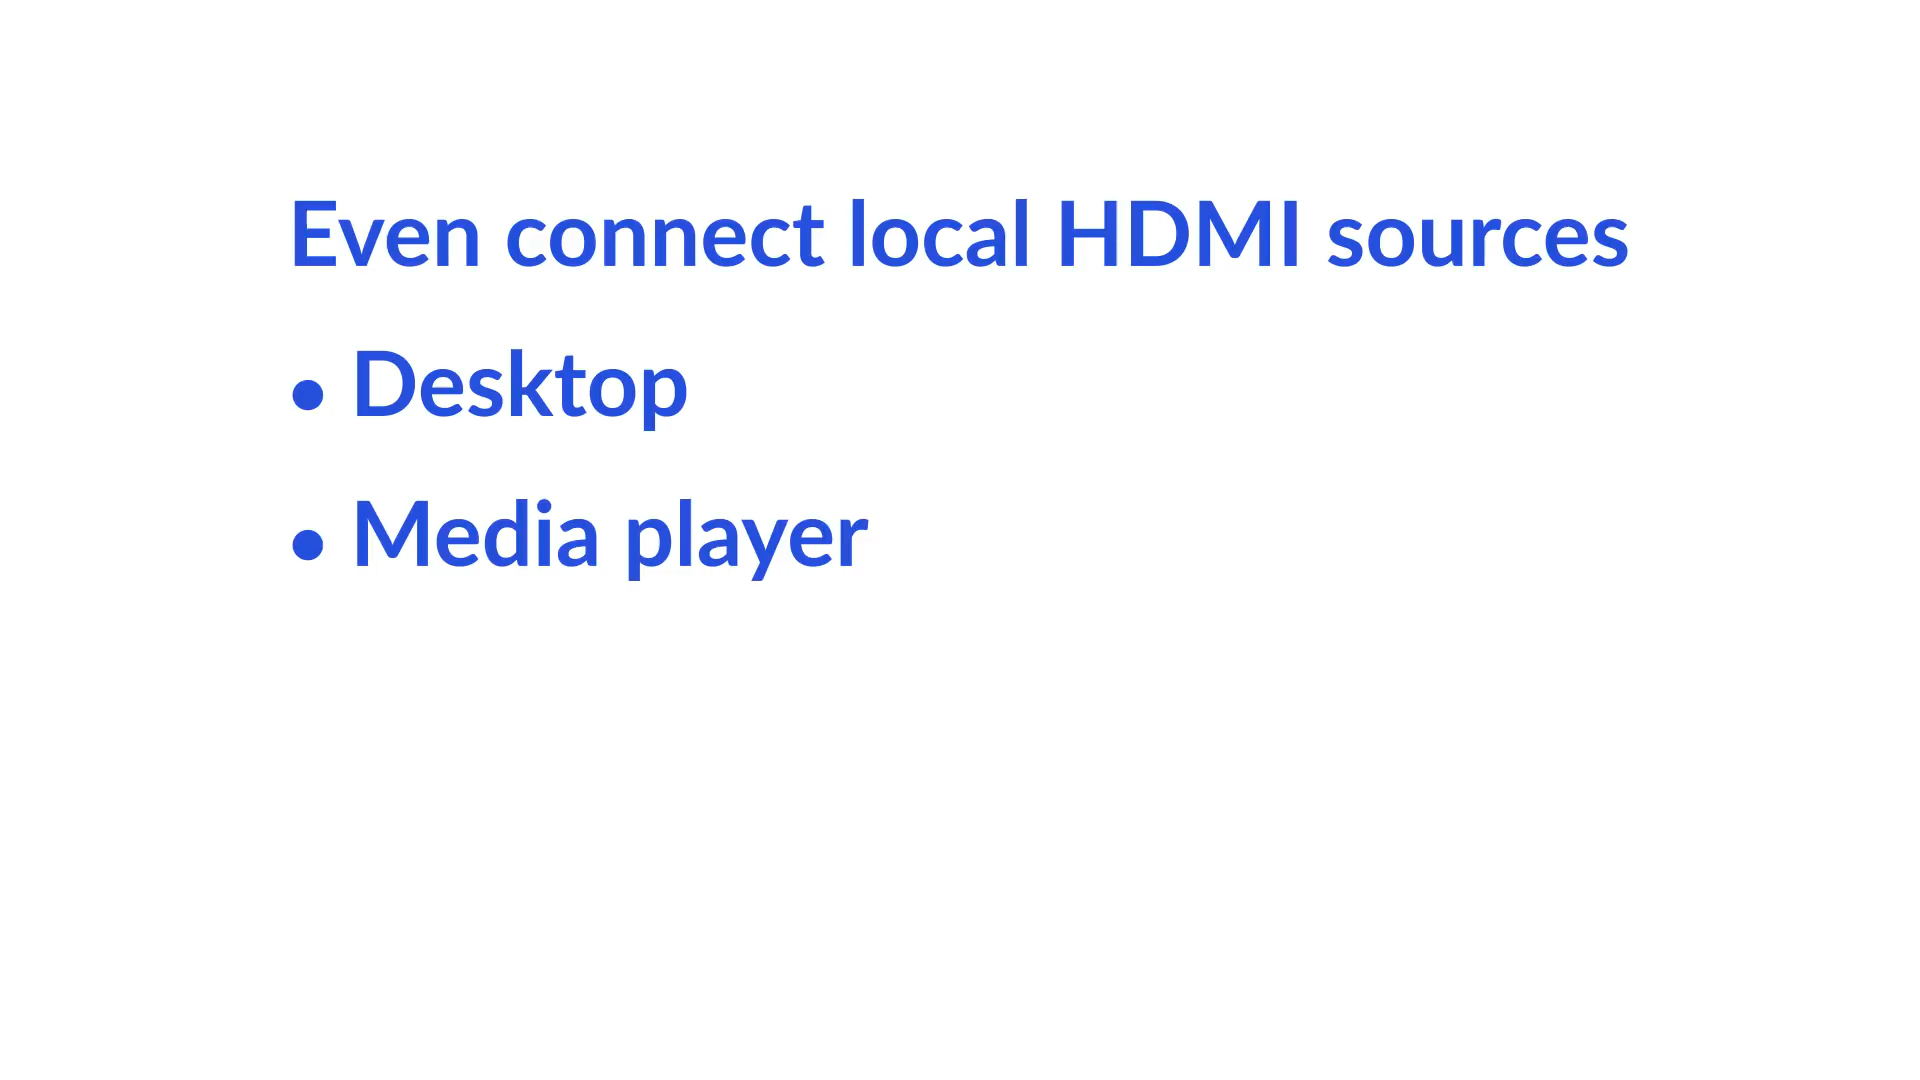 Even connect local HDMI sources
• Desktop
• Media player